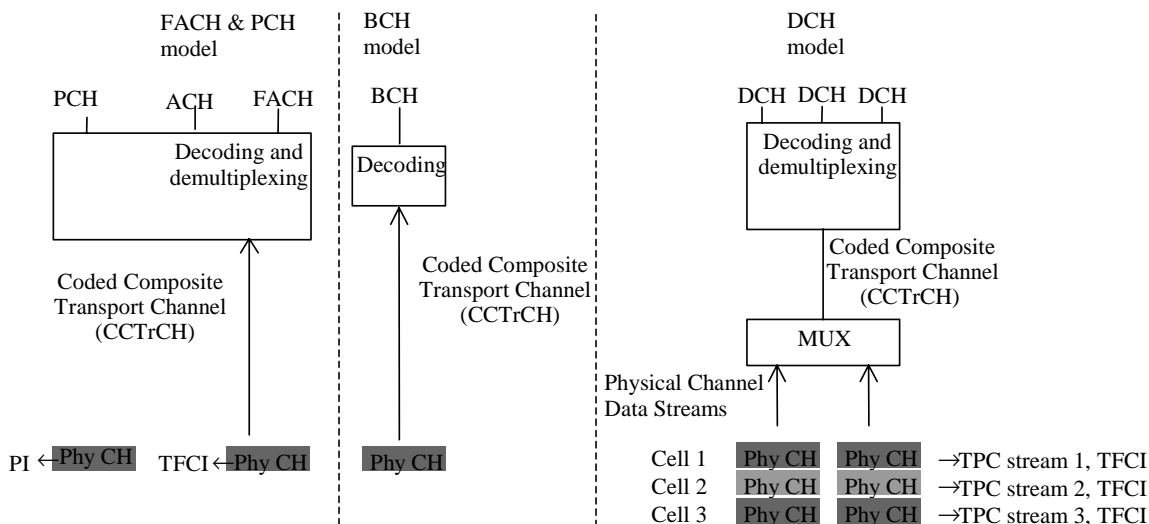 FACH & PCH
model
PCH
ACH
FACH
Decoding and
demultiplexing
Coded Composite
Transport Channel
(CCTrCH)
PI ←Phy CH
TFCI ←Phy CH
BCH
model
BCH
Decoding
Coded Composite
Transport Channel
(CCTrCH)
Phy CH
DCH
model
DCH DCH DCH
Decoding and
demultiplexing
Coded Composite
Transport Channel
(CCTrCH)
MUX
Physical Channel
Data Streams
Cell 1 Phy CH Phy CH →TPC stream 1, TFCI
Cell 2 Phy CH Phy CH →TPC stream 2, TFCI
Cell 3 Phy CH Phy CH →TPC stream 3, TFCI